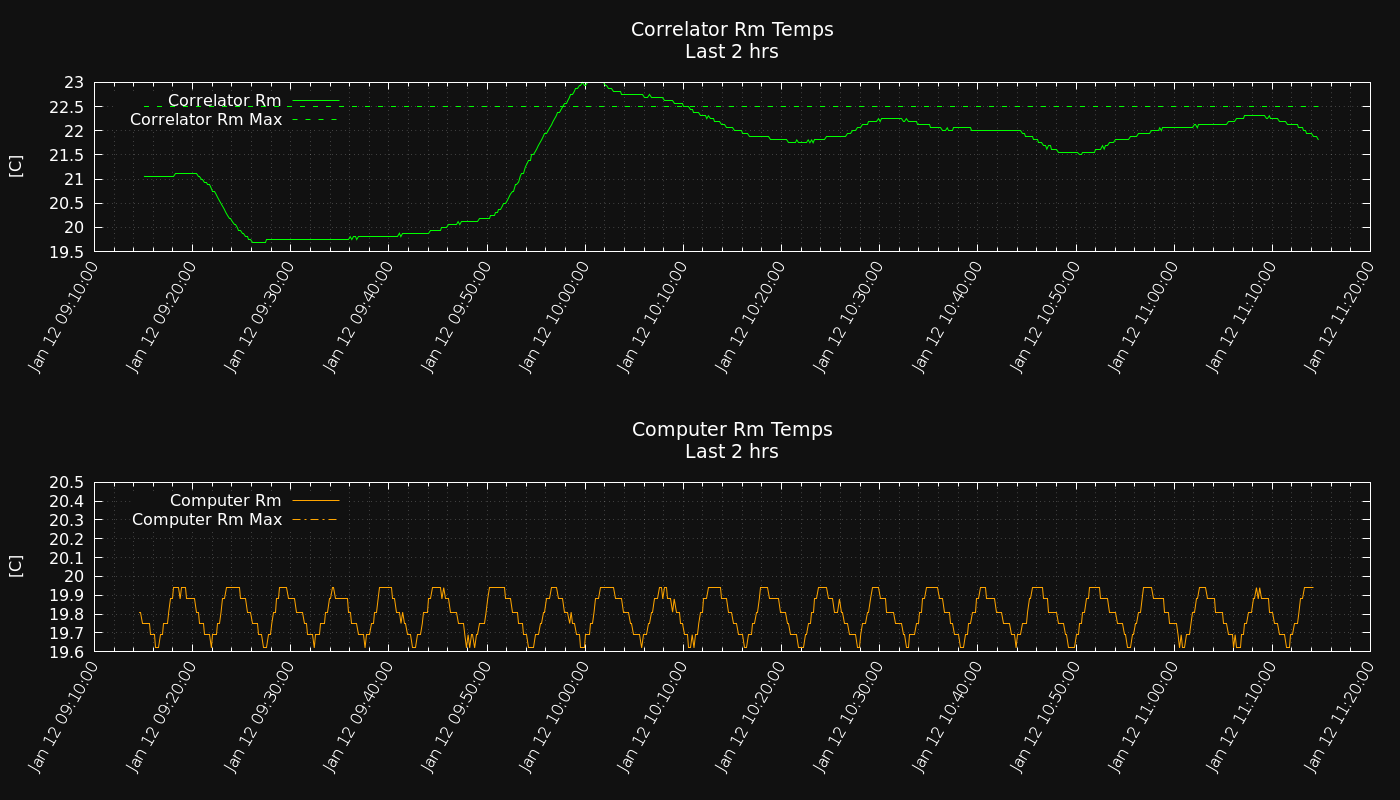 Correlator Rm Temps
Last 2 hrs
[C]
23
22.5
22
21.5
21
20.5
20
19.5
Correlator Rm
Correlator Rm Max
Jan 12 09:10:00
Jan 12 09:20:00
Jan 12 09:30:00
Jan 12 09:40:00
Jan 12 09:50:00
Jan 12 10:00:00
Jan 12 10:10:00
Jan 12 10:20:00
Jan 12 10:30:00
Jan 12 10:40:00
Jan 12 10:50:00
Jan 12 11:00:00
Jan 12 11:10:00
Jan 12 11:20:00
Computer Rm Temps
Last 2 hrs
[C]
20.5
20.4
20.3
20.2
20.1
20
19.9
19.8
19.7
19.6
Computer Rm
Computer Rm Max
Jan 12 09:10:00
Jan 12 09:20:00
Jan 12 09:30:00
Jan 12 09:40:00
Jan 12 09:50:00
Jan 12 10:00:00
Jan 12 10:10:00
Jan 12 10:20:00
Jan 12 10:30:00
Jan 12 10:40:00
Jan 12 10:50:00
Jan 12 11:00:00
Jan 12 11:10:00
Jan 12 11:20:00